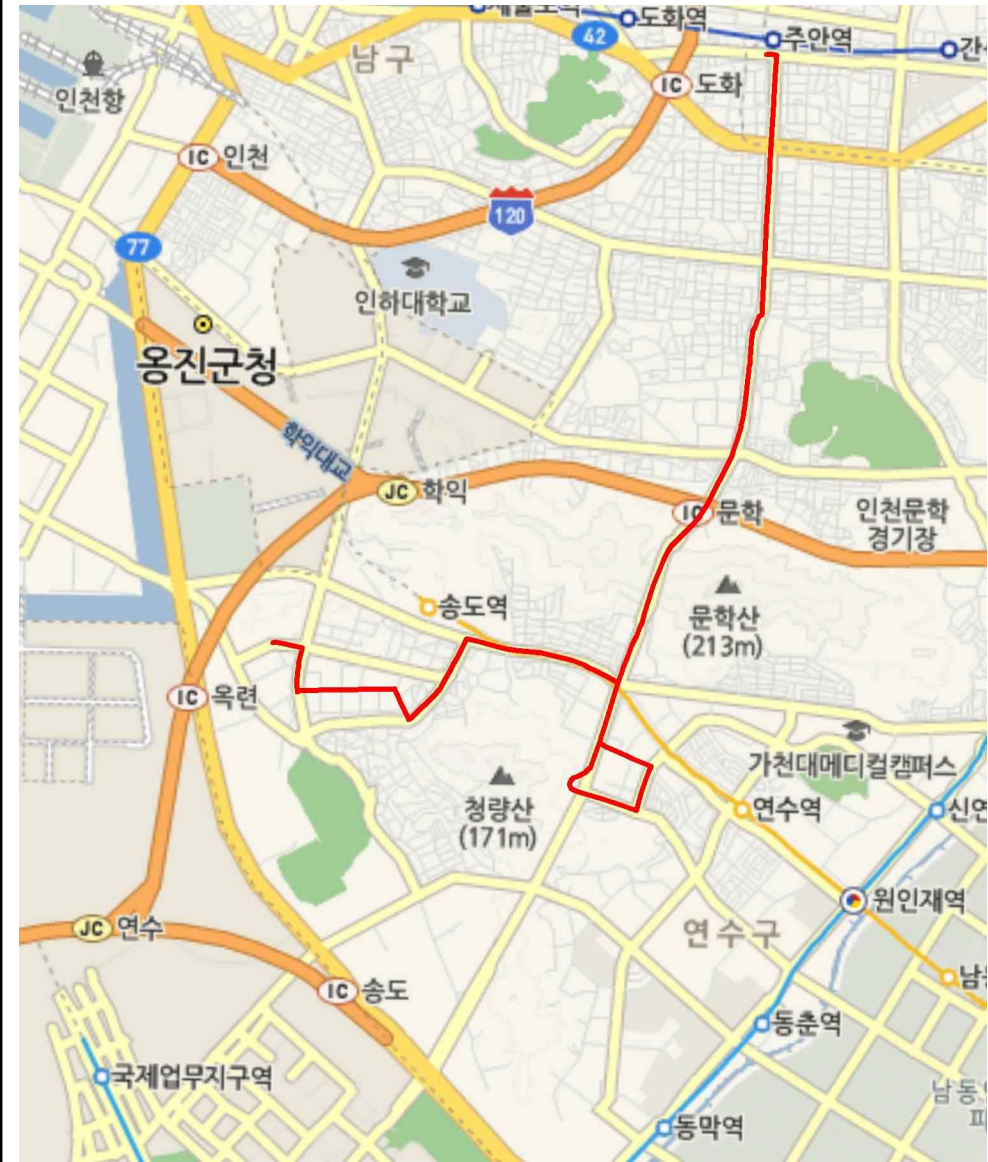 도화역
42
주안역
남구
인천항
IC 도화
IC 인천
120
77
인하대학교
옹진군청
학익대교
JC 학익
IC 문학
인천문학
경기장
송도역
문학산
(213m)
IC 옥련
가천대메디컬캠퍼스
청량산
(171m)
연수역
원인재역
JC 연수
연수구
IC 송도
동춘역
국제업무지구역
동막역